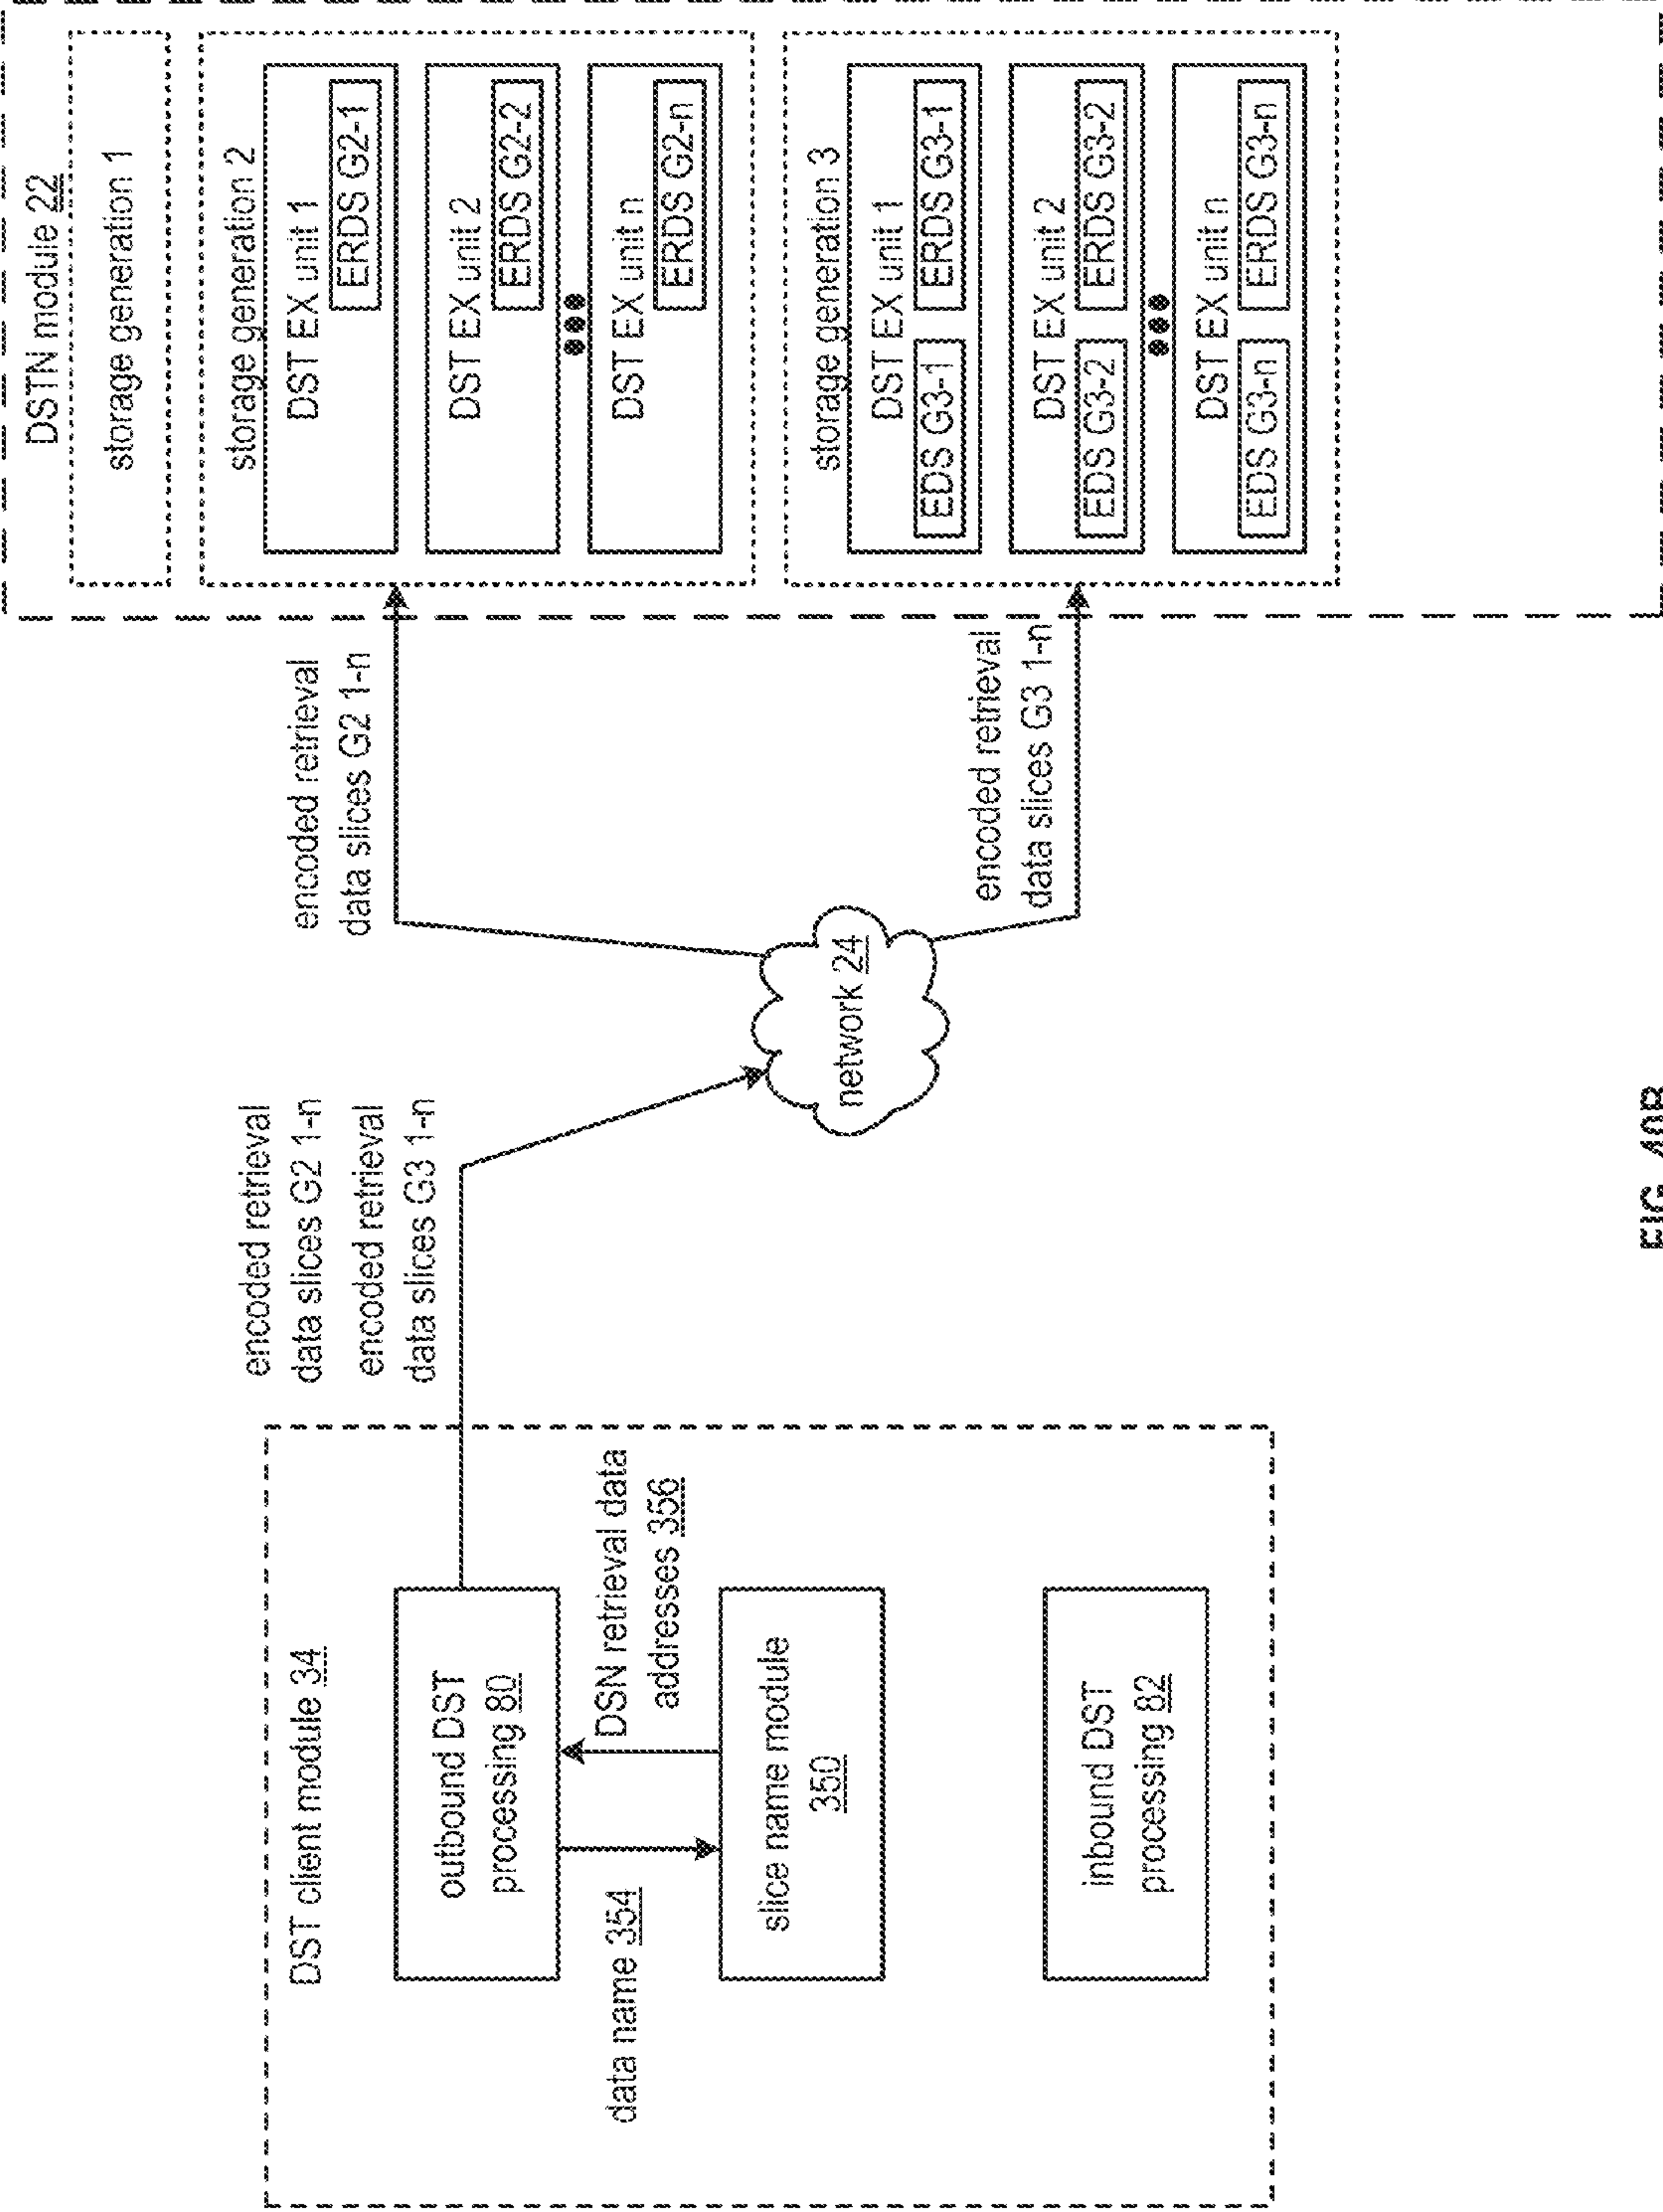 DST client module 34
outbound DST
processing 80
data name 354
DSN retrieval data
addresses 356
slice name module
350
inbound DST
processing 82
encoded retrieval
data slices G2 1-n
encoded retrieval
data slices G3 1-n
network 24
encoded retrieval
data slices G2 1-n
encoded retrieval
data slices G3 1-n
DSTN module 22
storage generation 1
storage generation 2
DST EX unit 1
ERDS G2-1
DST EX unit 2
ERDS G2-2
DST EX unit n
ERDS G2-n
storage generation 3
DST EX unit 1
EDS G3-1
ERDS G3-1
DST EX unit 2
EDS G3-2
ERDS G3-2
DST EX unit n
EDS G3-n
ERDS G3-n
FIG. 40B